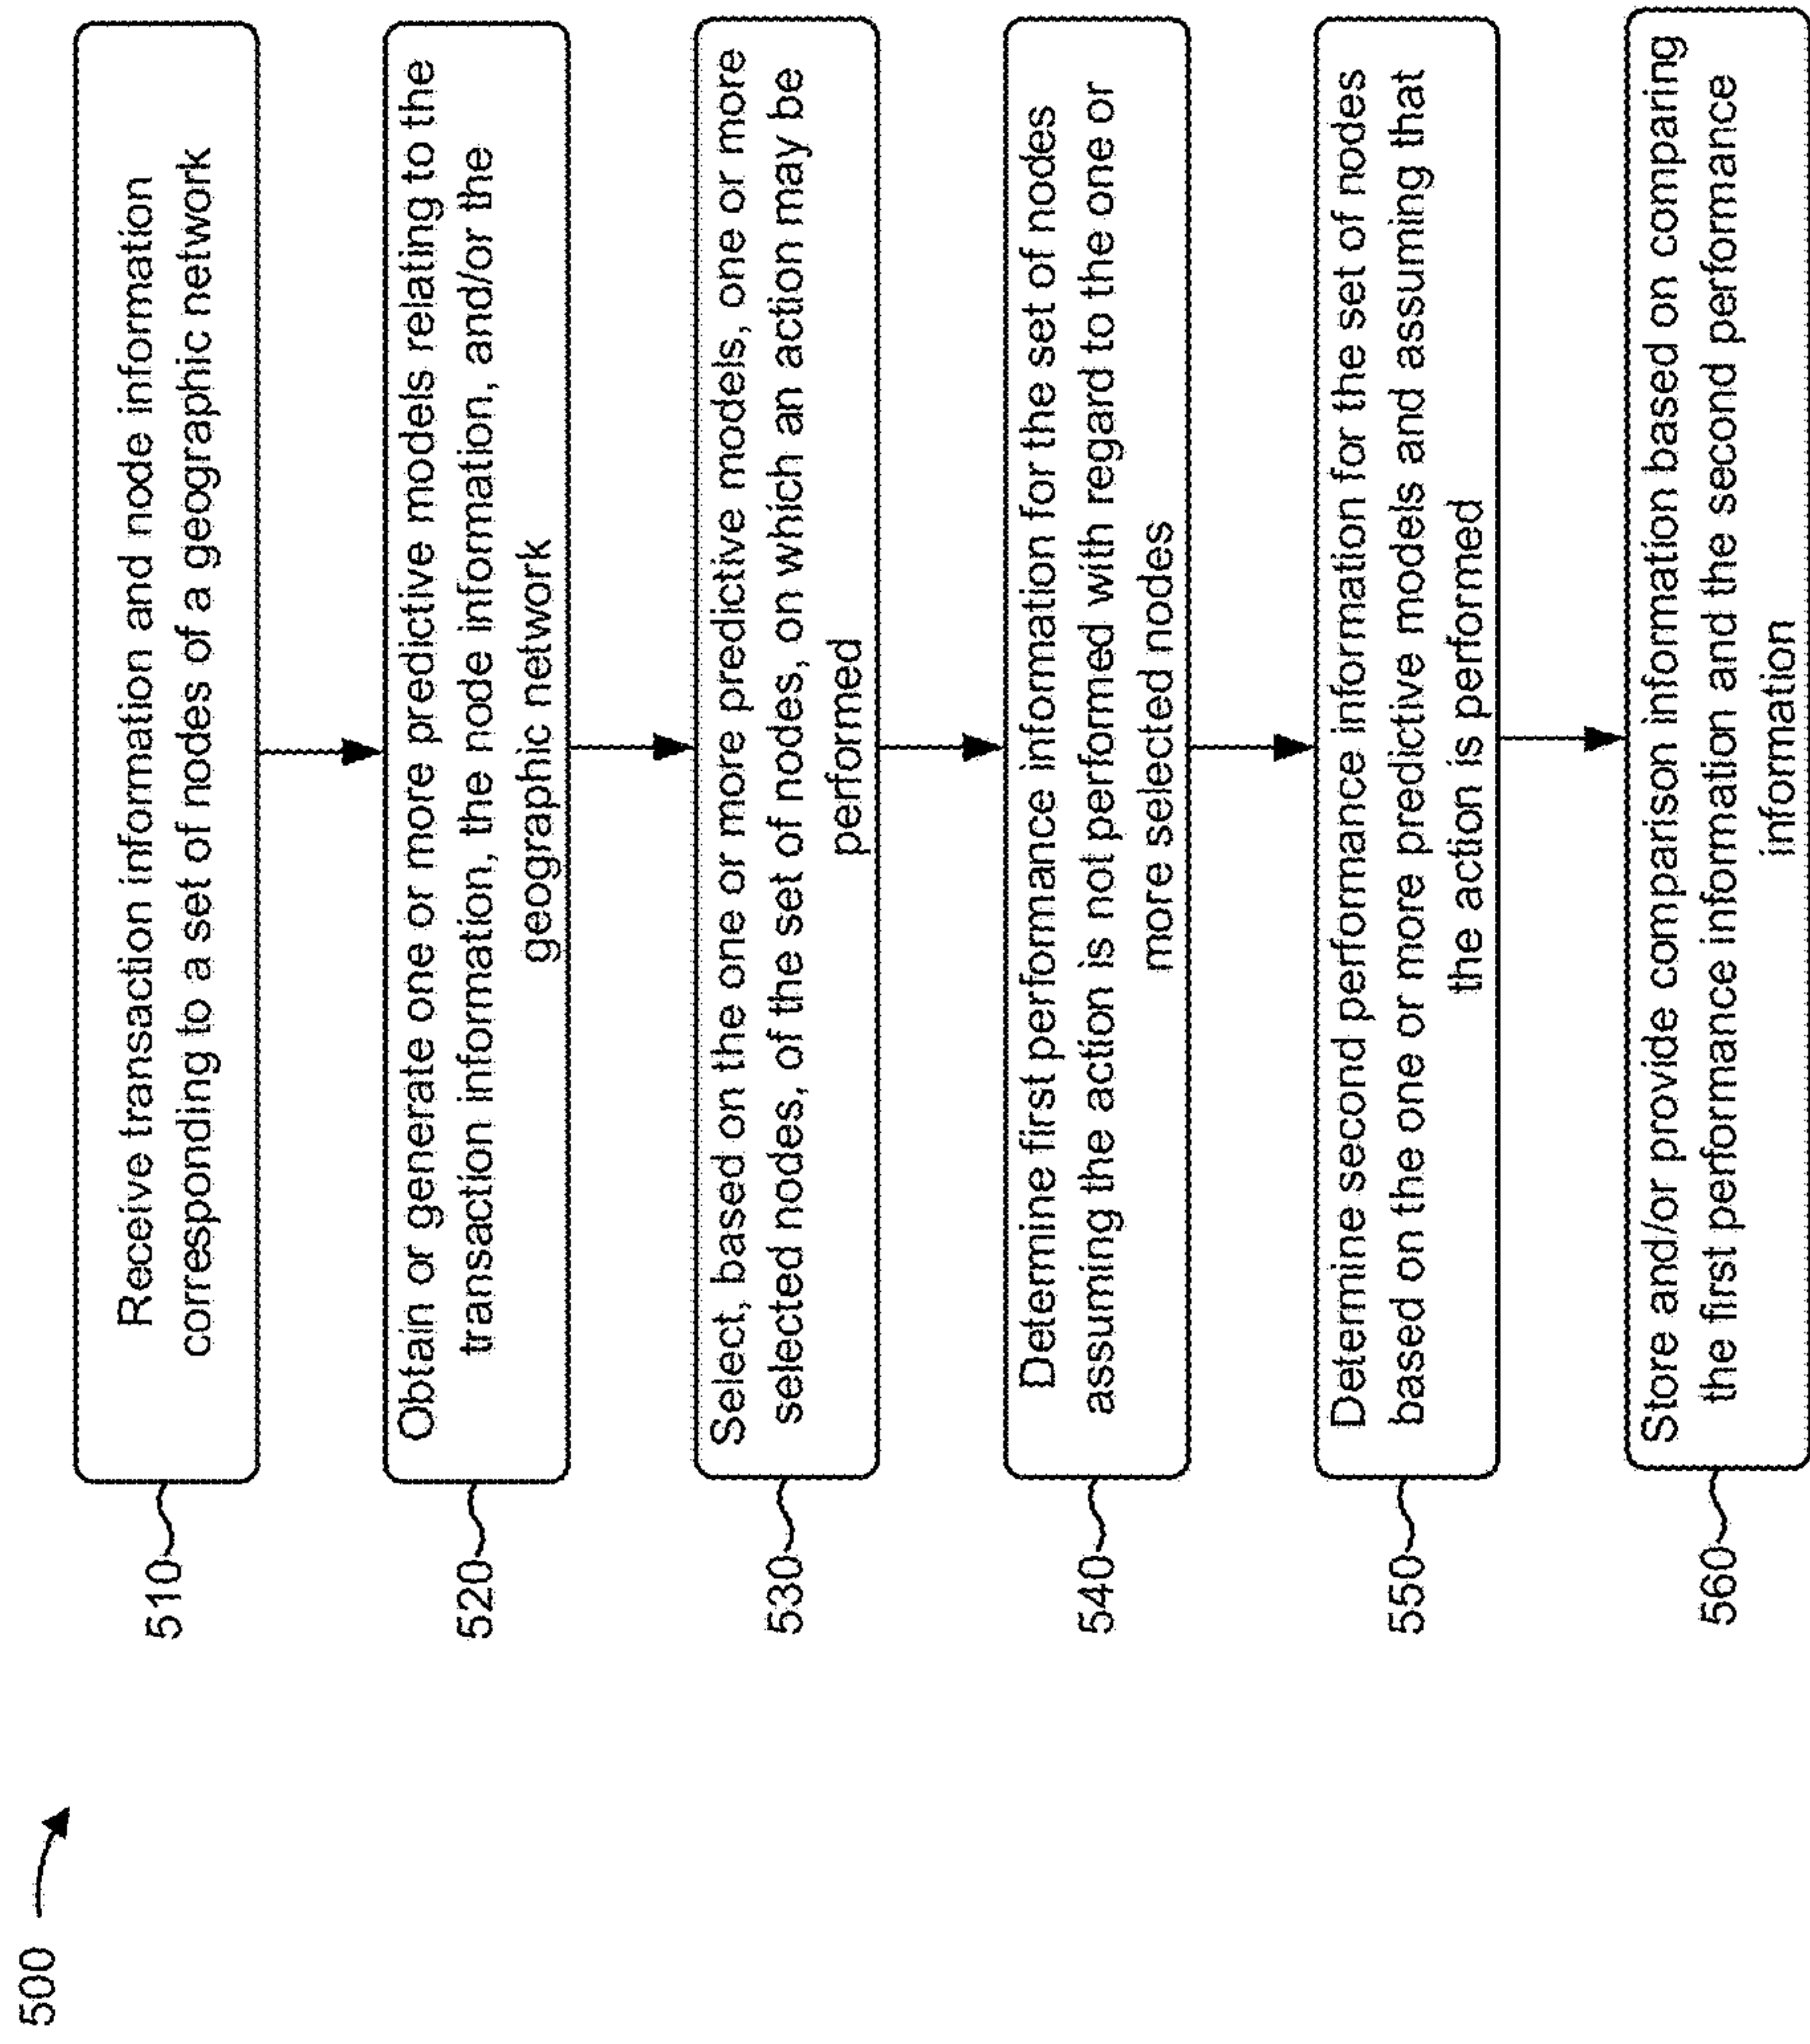 500
510
Receive transaction information and node information
corresponding to a set of nodes of a geographic network
520
Obtain or generate one or more predictive models relating to the
transaction information, the node information, and/or the
geographic network
530
Select, based on the one or more predictive models, one or more
selected nodes, of the set of nodes, on which an action may be
performed
540
Determine first performance information for the set of nodes
assuming the action is not performed with regard to the one or
more selected nodes
550
Determine second performance information for the set of nodes
based on the one or more predictive models and assuming that
the action is performed
560
Store and/or provide comparison information based on comparing
the first performance information and the second performance
information